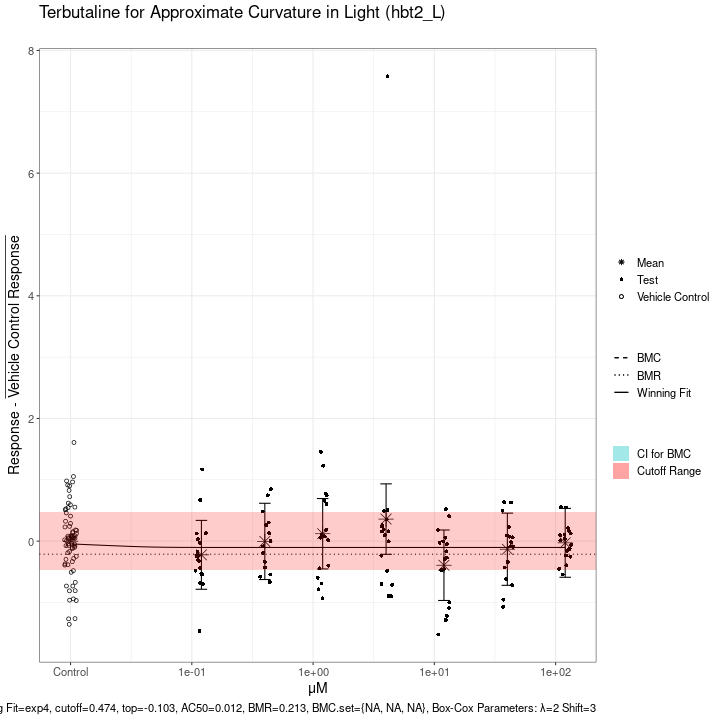 Terbutaline for Approximate Curvature in Light (hbt2_L)
Response - Vehicle Control Response
8
6
4
2
0
Control
1e-01
1e+00
1e+01
1e+02
μM
Mean
Test
Vehicle Control
BMC
BMR
Winning Fit
CI for BMC
Cutoff Range
Fit=exp4, cutoff=0.474, top=-0.103, AC50=0.012, BMR=0.213, BMC.set={NA, NA, NA}, Box-Cox Parameters: λ=2 Shift=3